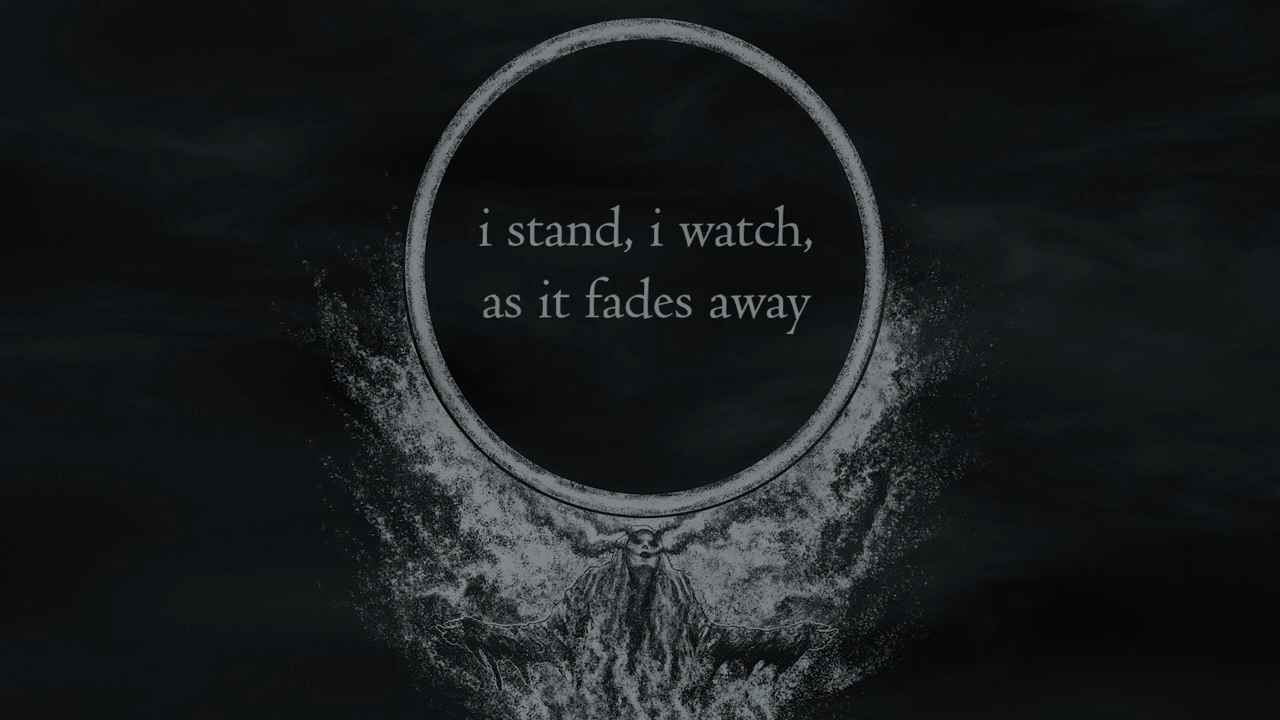 i stand, i watch,
as it fades away